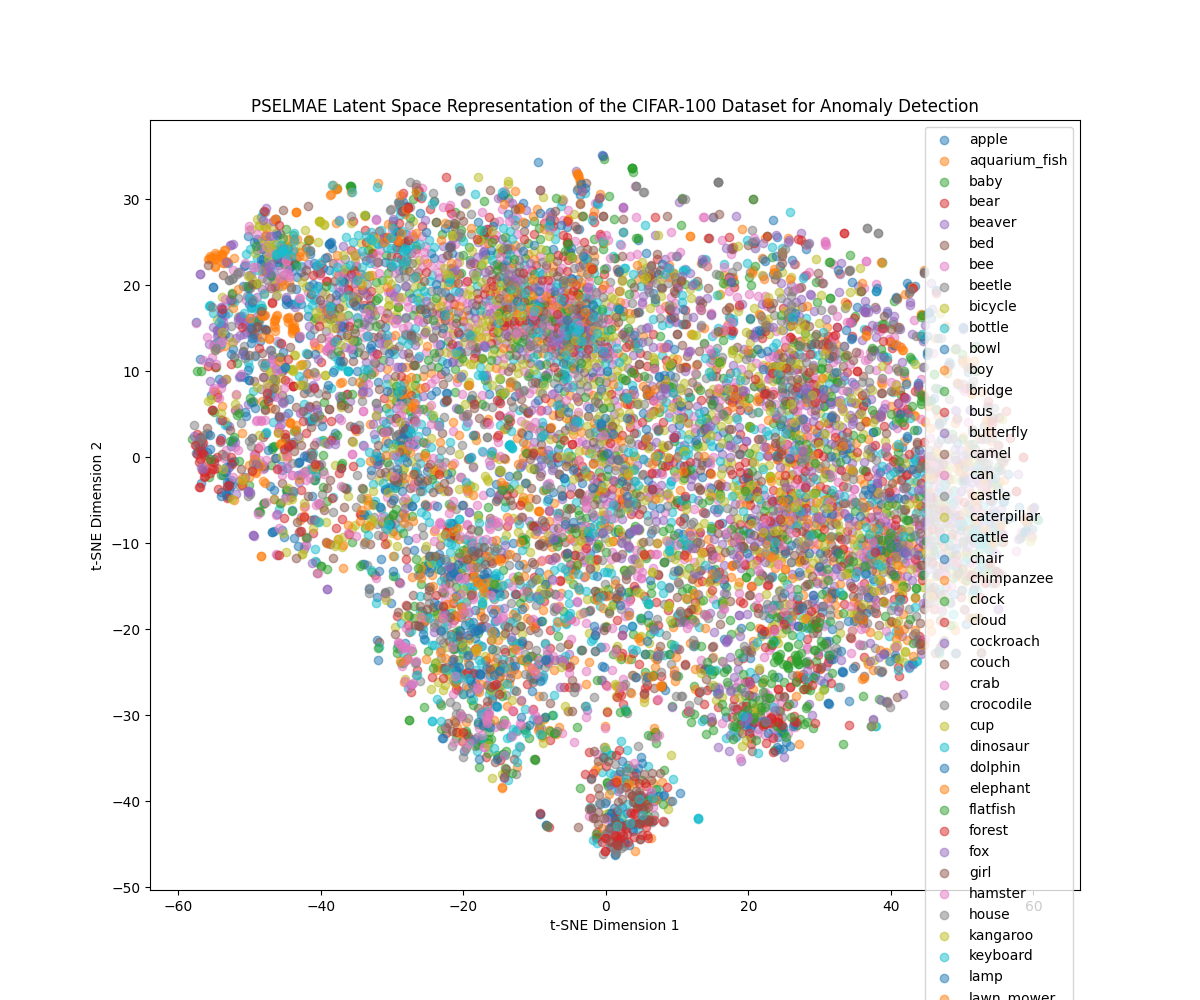 PSELMAE Latent Space Representation of the CIFAR-100 Dataset for Anomaly Detection
t-SNE Dimension 2
30
20
10
0
−10
−20
−30
−40
−50
−60
−40
−20
0
20
40
60
t-SNE Dimension 1
apple
aquarium_fish
baby
bear
beaver
bed
bee
beetle
bicycle
bottle
bowl
boy
bridge
bus
butterfly
camel
can
castle
caterpillar
cattle
chair
chimpanzee
clock
cloud
cockroach
couch
crab
crocodile
cup
dinosaur
dolphin
elephant
flatfish
forest
fox
girl
hamster
house
kangaroo
keyboard
lamp
lawn_mower